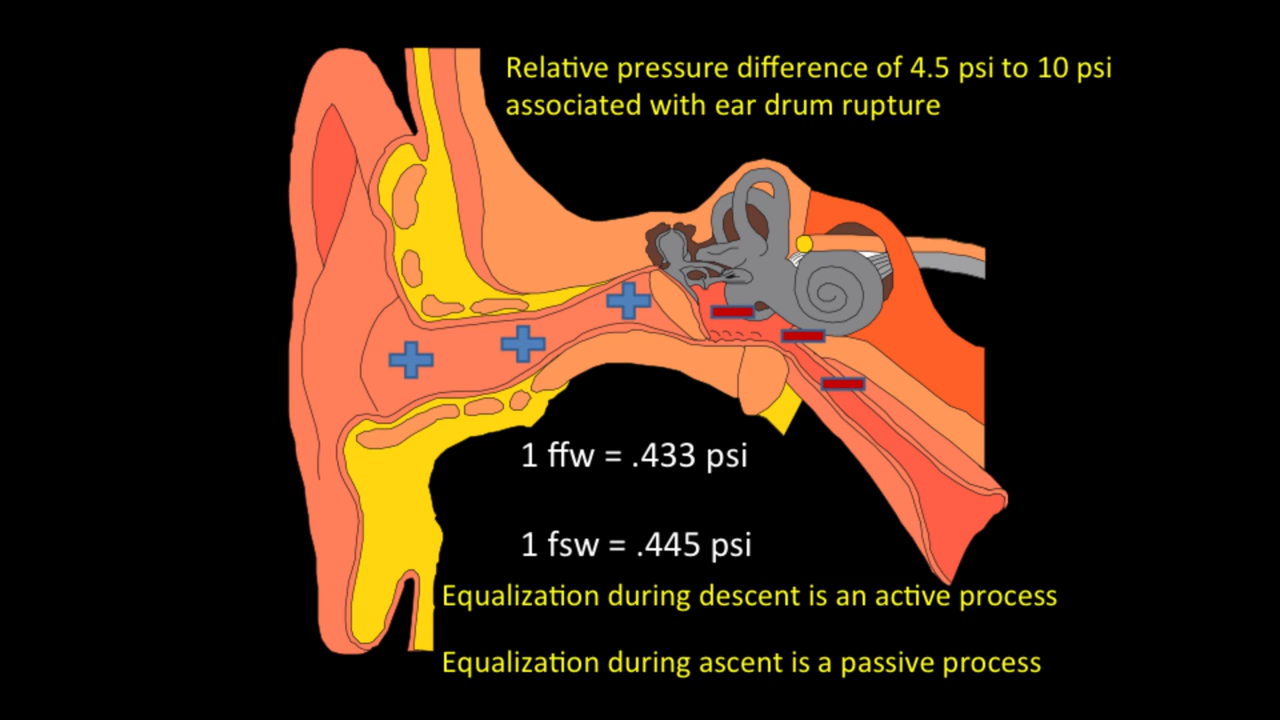 Relative pressure difference of 4.5 psi to 10 psi
associated with ear drum rupture
1 ffw = .433 psi
1 fsw = .445 psi
Equalization during descent is an active process
Equalization during ascent is a passive process